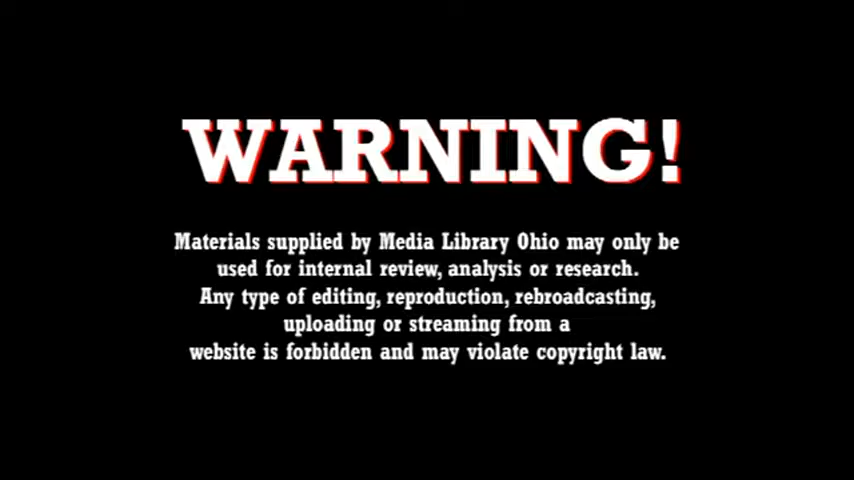 WARNING!
Materials supplied by Media Library Ohio may only be
used for internal review, analysis or research.
Any type of editing, reproduction, rebroadcasting,
uploading or streaming from a
website is forbidden and may violate copyright law.